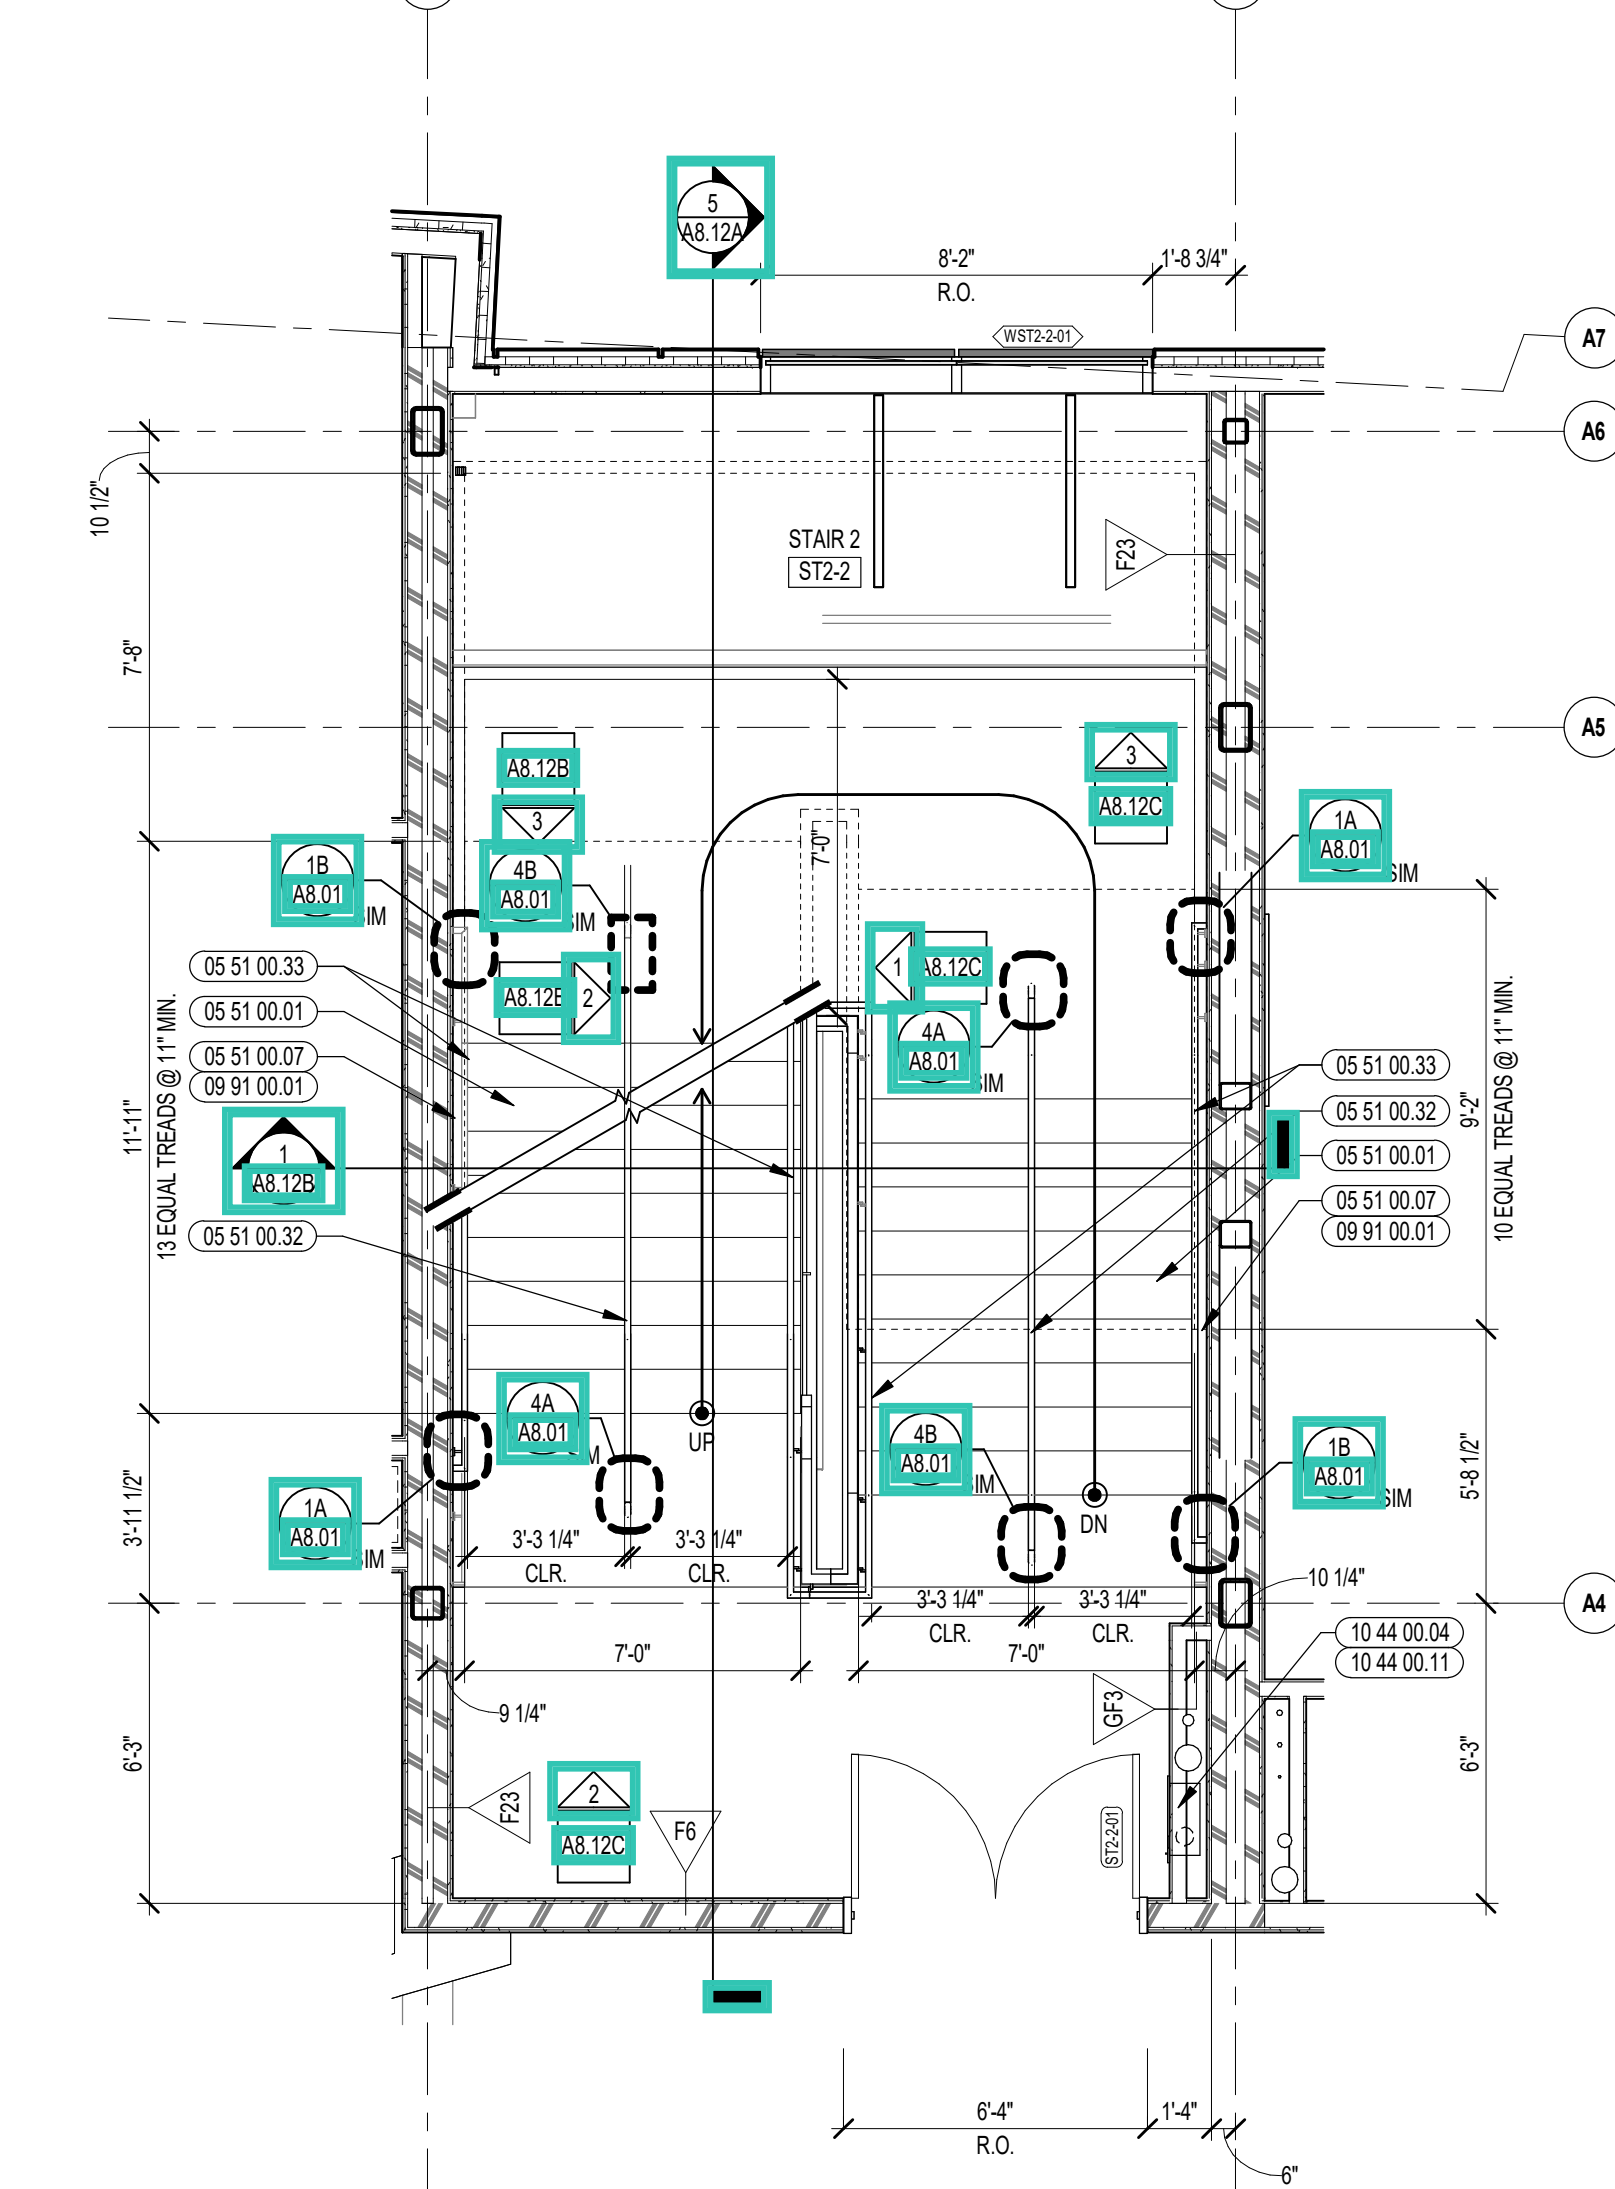 5
A8.12A
8'-2"
R.O.
1'-8 3/4"
WST2-2-01
A7
A6
10 1/2"
STAIR 2
ST2-2
F23
7'-8"
A5
A8.12B
3
3
A8.12C
7'-0"
1B
A8.01
SIM
4B
A8.01
SIM
1A
A8.01
SIM
A8.12B
2
1
A8.12C
4A
A8.01
SIM
05 51 00.33
05 51 00.01
05 51 00.07
09 91 00.01
1
A8.12B
05 51 00.32
11'-11"
13 EQUAL TREADS @ 11" MIN.
05 51 00.33
05 51 00.32
05 51 00.01
05 51 00.07
09 91 00.01
9'-2"
10 EQUAL TREADS @ 11" MIN.
4A
A8.01
SIM
UP
4B
A8.01
SIM
DN
1B
A8.01
SIM
1A
A8.01
SIM
3'-11 1/2"
5'-8 1/2"
3'-3 1/4"
CLR.
3'-3 1/4"
CLR.
3'-3 1/4"
CLR.
3'-3 1/4"
CLR.
10 1/4"
A4
10 44 00.04
10 44 00.11
7'-0"
7'-0"
9 1/4"
GF3
6'-3"
6'-3"
F23
2
A8.12C
F6
ST2-2-01
6'-4"
R.O.
1'-4"
6"